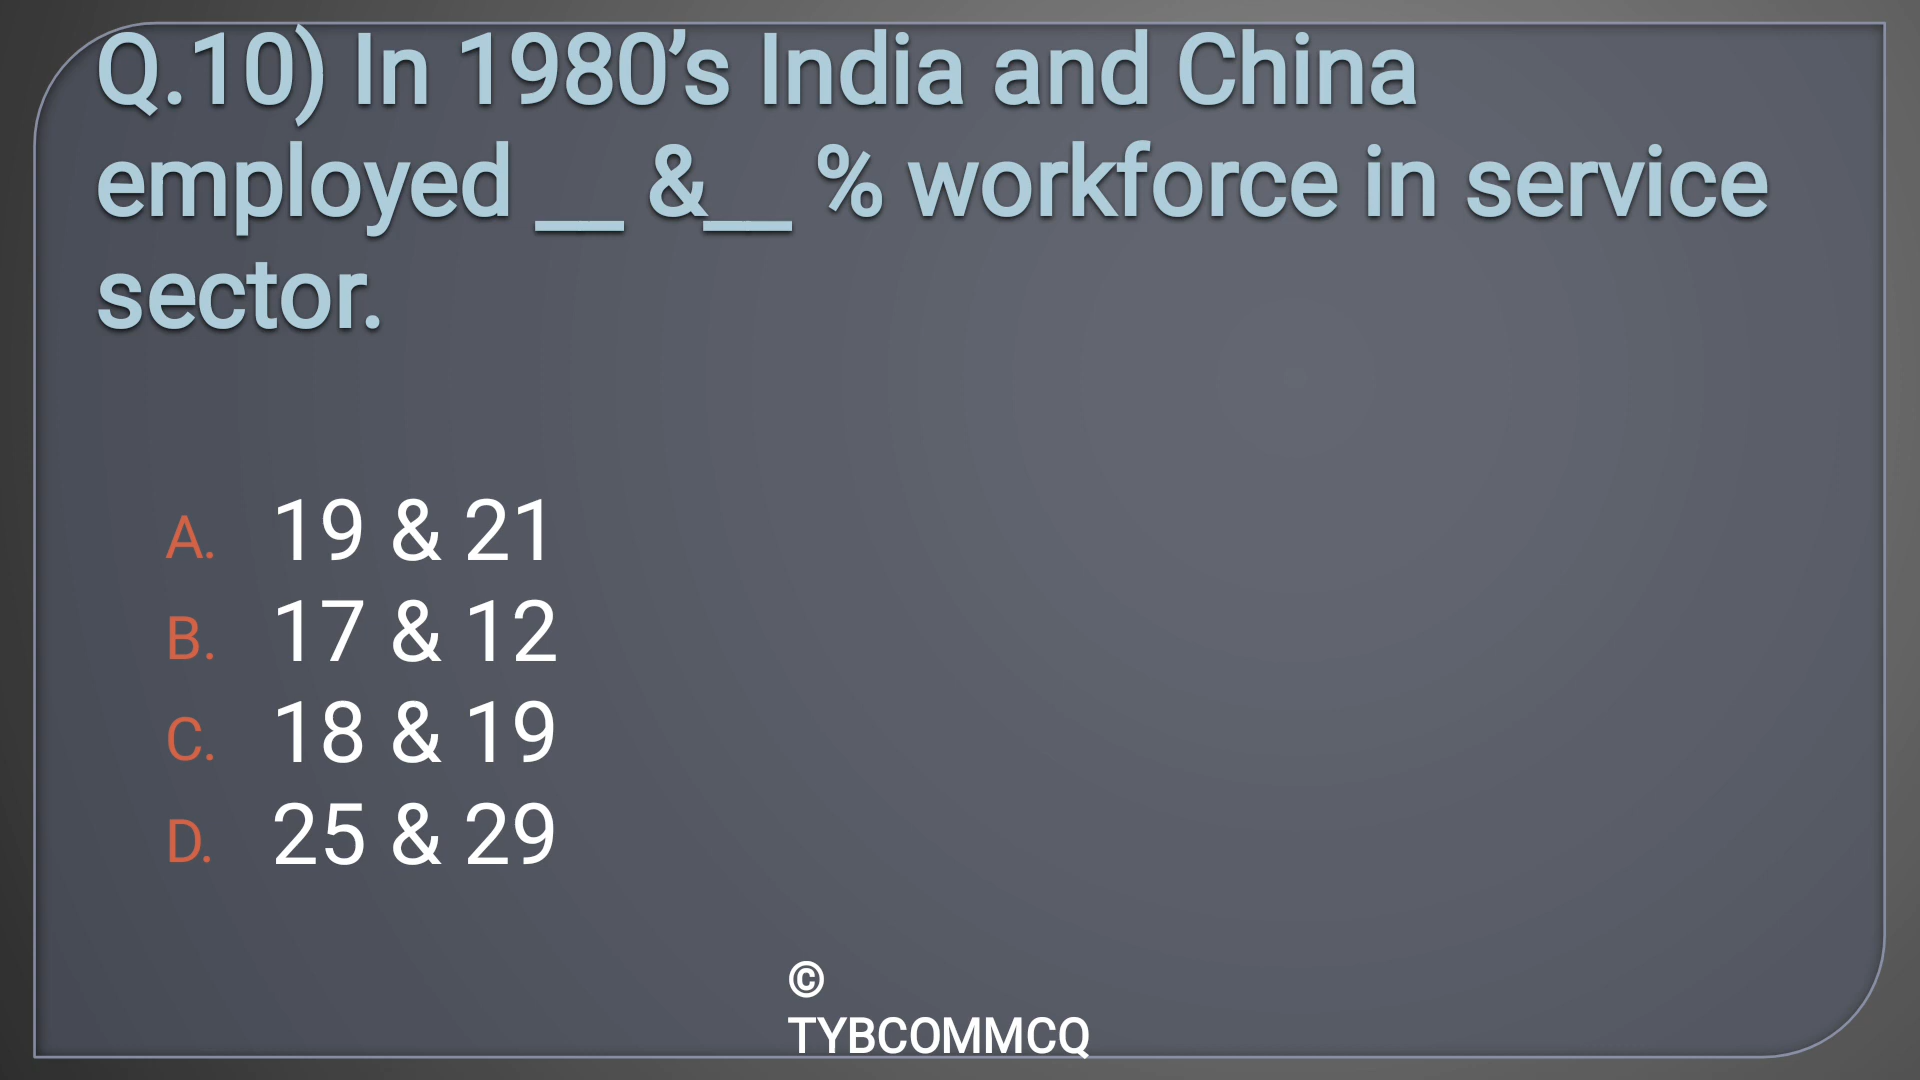 Q.10) In 1980’s India and China
employed __ &__ % workforce in service
sector.
A. 19 & 21
B. 17 & 12
C. 18 & 19
D. 25 & 29
©
TYBCOMMCQ